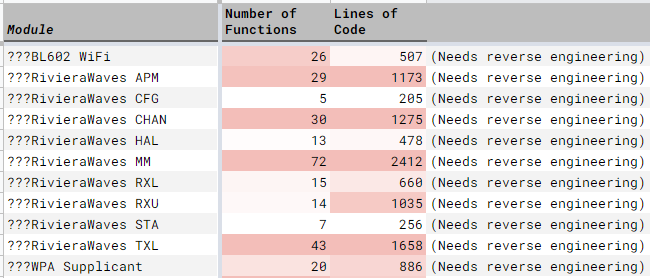 Module Number of Functions Lines of Code
???BL602 WiFi 26 507 (Needs reverse engineering)
???RivieraWaves APM 29 1173 (Needs reverse engineering)
???RivieraWaves CFG 5 205 (Needs reverse engineering)
???RivieraWaves CHAN 30 1275 (Needs reverse engineering)
???RivieraWaves HAL 13 478 (Needs reverse engineering)
???RivieraWaves MM 72 2412 (Needs reverse engineering)
???RivieraWaves RXL 15 660 (Needs reverse engineering)
???RivieraWaves RXU 14 1035 (Needs reverse engineering)
???RivieraWaves STA 7 256 (Needs reverse engineering)
???RivieraWaves TXL 43 1658 (Needs reverse engineering)
???WPA Supplicant 20 886 (Needs reverse engineering)